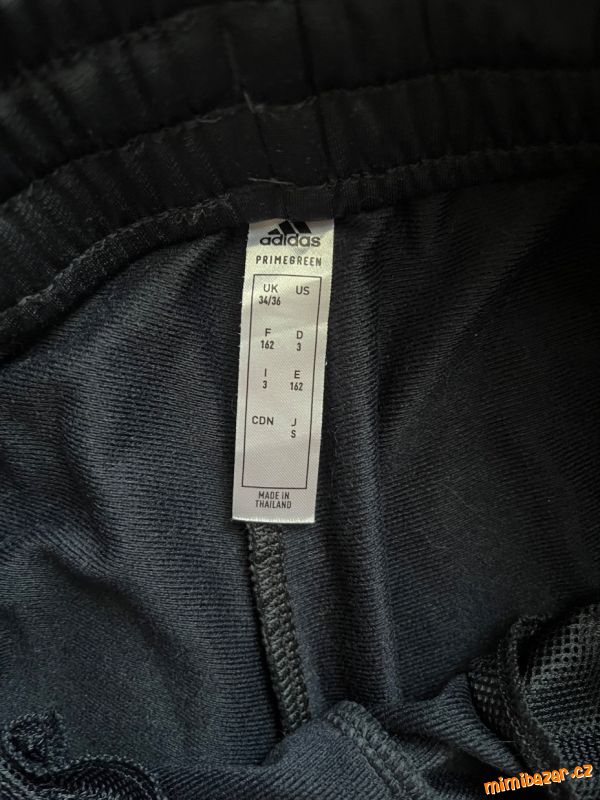 adidas
PRIMEGREEN
UK US
34/36
F D
162 3
I E
3 162
CDN J
S
MADE IN
THAILAND
mimibazar.cz